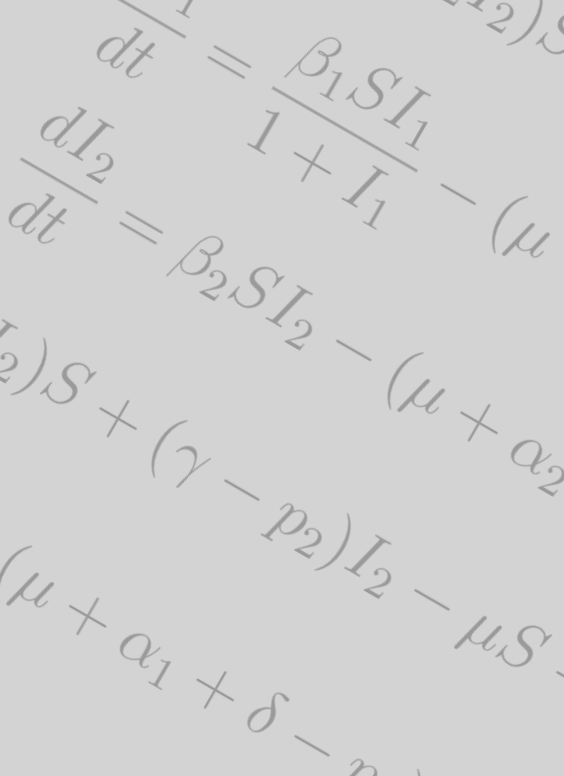 I_2)S
\frac{dI_1}{dt} = \frac{\beta_1 S I_1}{1 + I_1} - (\mu
\frac{dI_2}{dt} = \beta_2 S I_2 - (\mu + \alpha_2
I_2)S + (\gamma - p_2)I_2 - \mu S -
(\mu + \alpha_1 + \delta - p